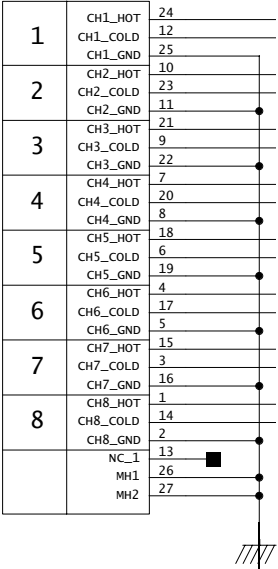 CH1_HOT 24
1 CH1_COLD 12
CH1_GND 25
CH2_HOT 10
2 CH2_COLD 23
CH2_GND 11
CH3_HOT 21
3 CH3_COLD 9
CH3_GND 22
CH4_HOT 7
4 CH4_COLD 20
CH4_GND 8
CH5_HOT 18
5 CH5_COLD 6
CH5_GND 19
CH6_HOT 4
6 CH6_COLD 17
CH6_GND 5
CH7_HOT 15
7 CH7_COLD 3
CH7_GND 16
CH8_HOT 1
8 CH8_COLD 14
CH8_GND 2
NC_1 13
MH1 26
MH2 27